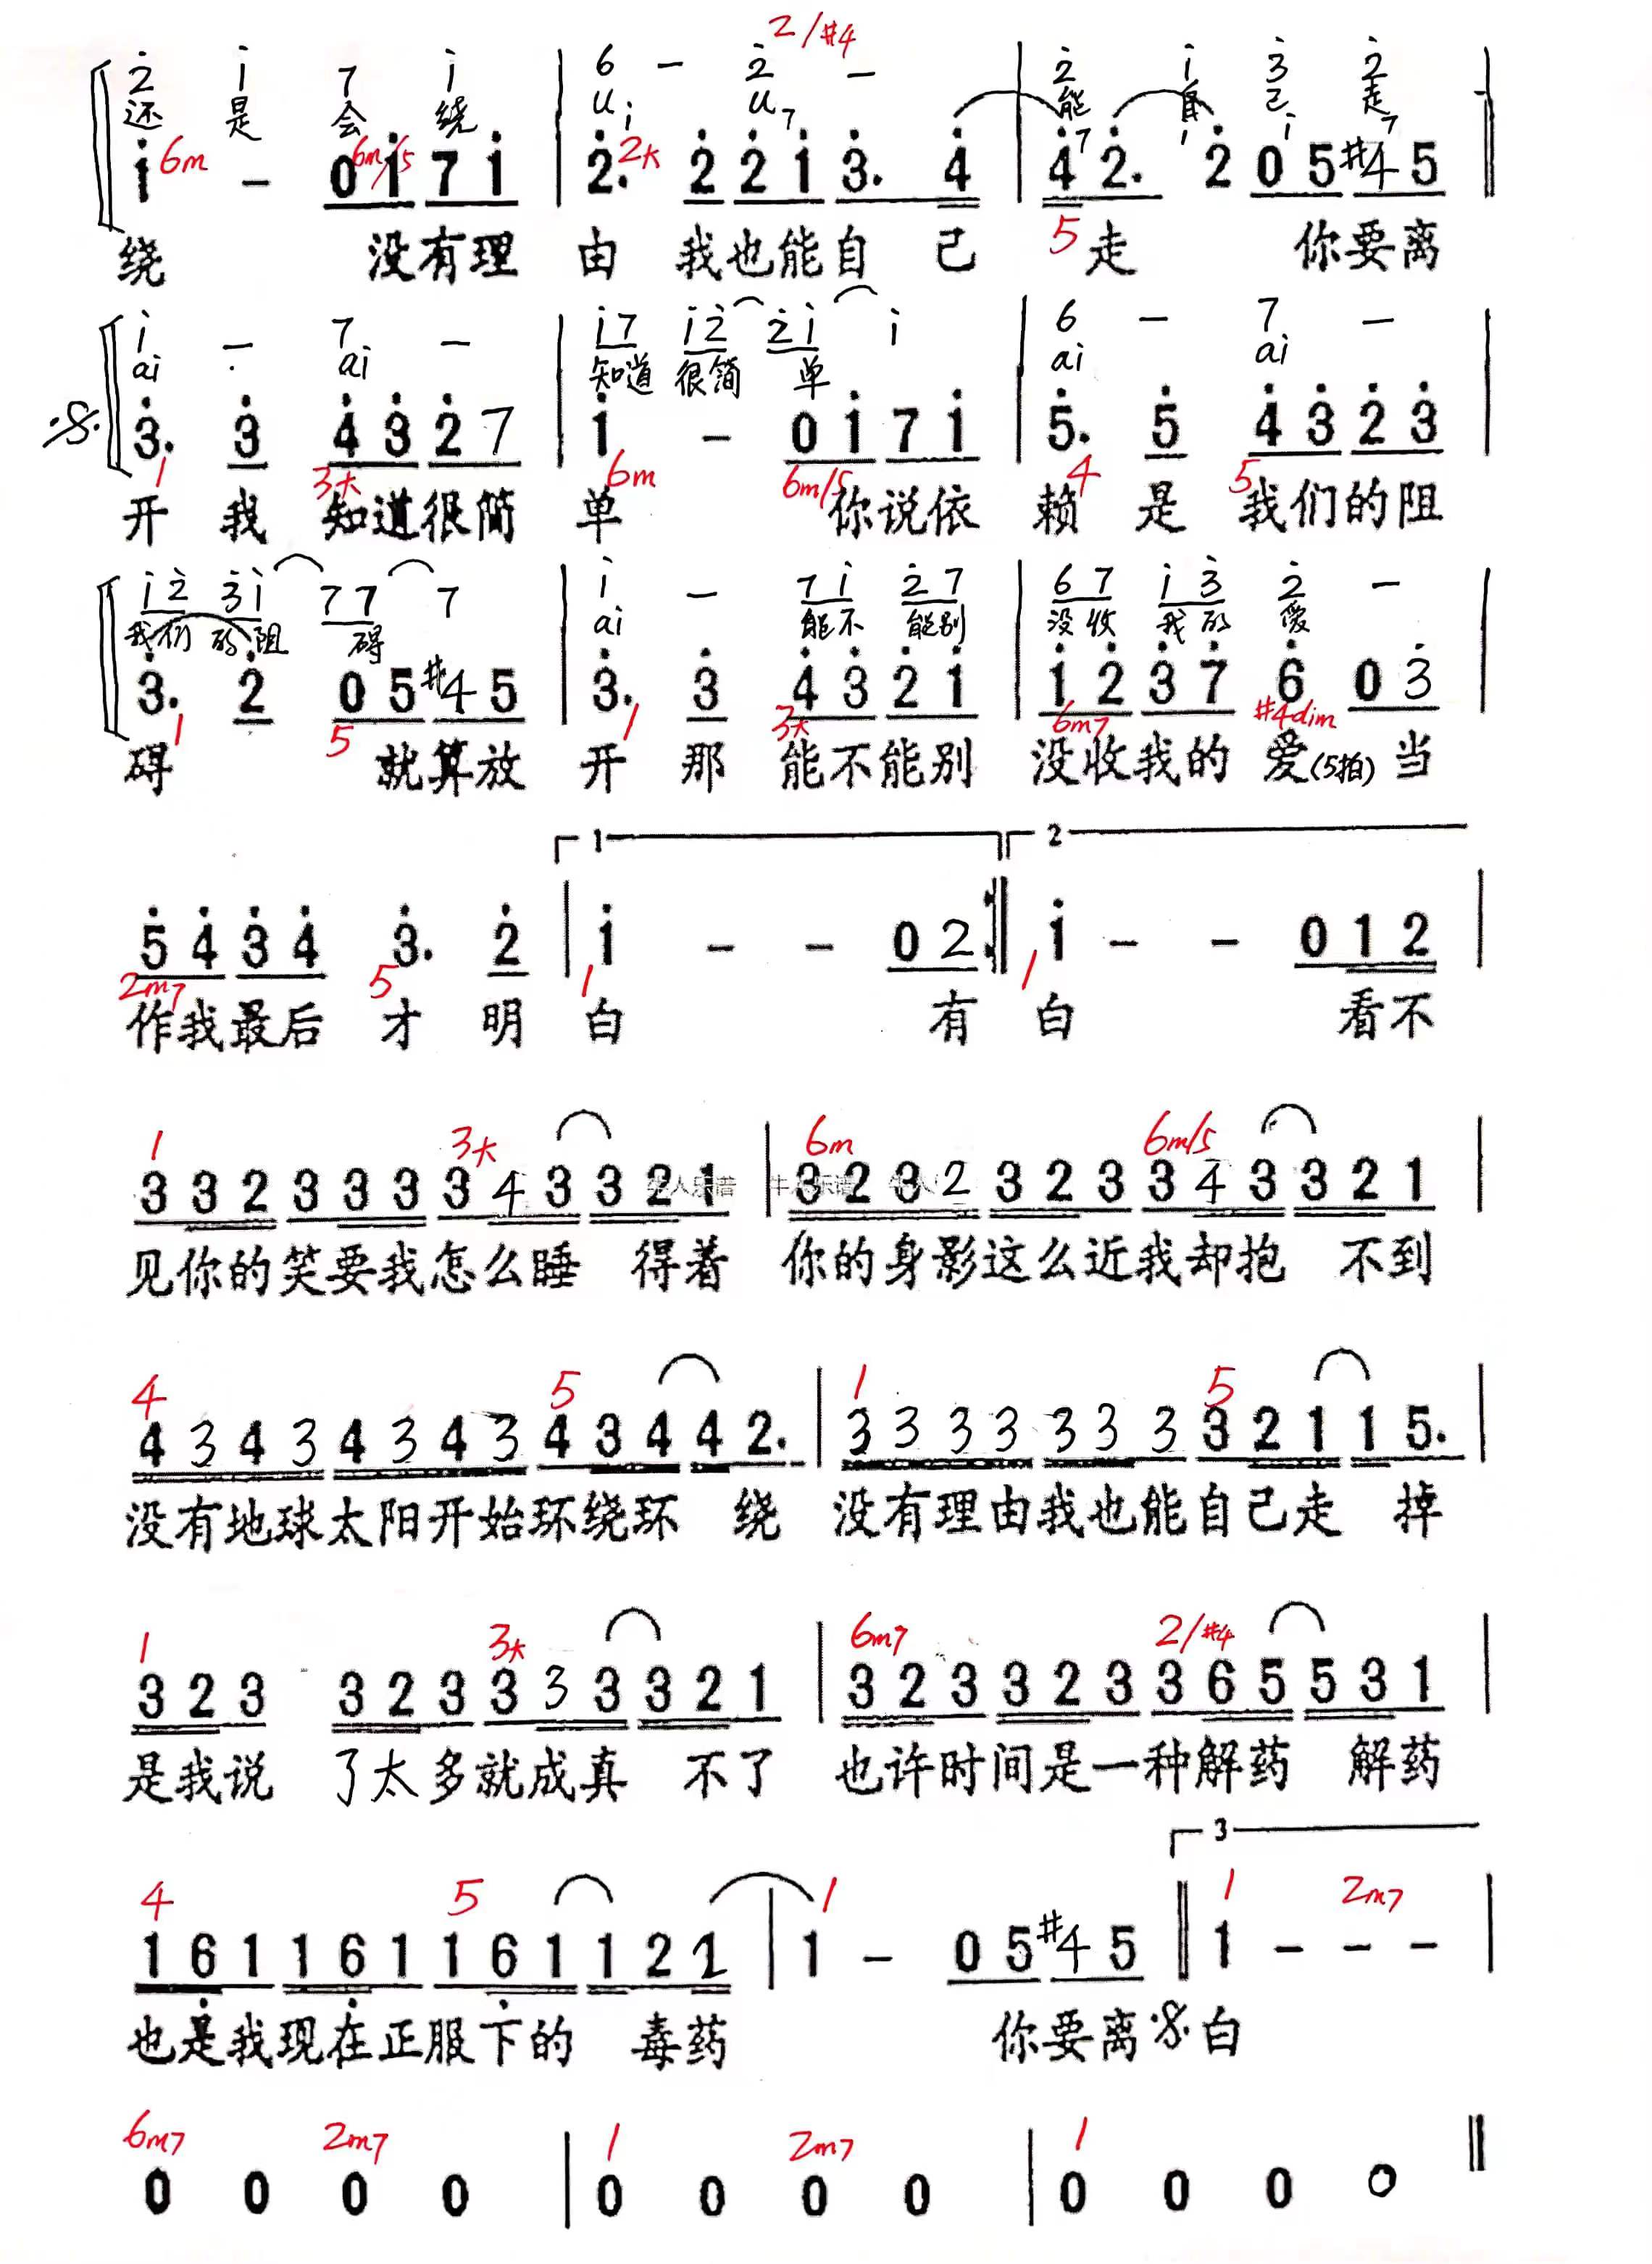 2/#4
2̇ 1̇ 7 1̇ | 6 – 2̇ – | 2̇ 1̇ 3̇ 2̇
还 是 会 绕 u u 能 自 己 走
6m 6m/5 2大
1̇ – 0 1̇ 7 1̇ | 2̇. 2̇ 2̇ 1̇ 3̇. 4̇ | 4̇ 2̇. 2̇ 0 5 #4 5
5
绕 没有理 由 我也能自 己 走 你要离
1̇ – 7 – | 1̇ 7 1̇ 2̇ 2̇ 1̇ 1̇ | 6 – 7 –
ai ai 知道 很简 单 ai ai
3̇. 3̇ 4̇ 3̇ 2̇ 7 | 1̇ – 0 1̇ 7 1̇ | 5̇. 5̇ 4̇ 3̇ 2̇ 3̇ |
1 3大 6m 6m/5 4 5
开 我 知道很简 单 你说依 赖 是 我们的阻
1̇ 2̇ 3̇ 1̇ 7 7 7 | 1̇ – 7 1̇ 2̇ 7 | 6 7 1̇ 3̇ 2̇ –
我们 的阻 碍 ai 能不 能别 没收 我的 爱
3̇. 2̇ 0 5 #4 5 | 3̇. 3̇ 4̇ 3̇ 2̇ 1̇ | 1̇ 2̇ 3̇ 7̇ 6̇ 0 3̇ |
1 5 1 3大 6m7 #4dim
碍 就算放 开 那 能不能别 没收我的 爱(5拍)当
1 2
5̇ 4̇ 3̇ 4̇ 3̇. 2̇ | 1̇ – – 0 2 :‖ 1̇ – – 0 1 2 |
2m7 5 1 1
作我最后 才 明 白 有 白 看不
1 3大 6m 6m/5
3 3 2 3 3 3 3 4 3 3 2 1 | 3 2 3 2 3 2 3 3 4 3 3 2 1 |
见你的笑要我怎么睡 得着 你的身影这么近我却抱 不到
4 5 1 5
4 3 4 3 4 3 4 3 4 3 4 4 2. | 3 3 3 3 3 3 3 3 2 1 1 5. |
没有地球太阳开始环绕环 绕 没有理由我也能自己走 掉
1 3大 6m7 2/#4
3 2 3 3 2 3 3 3 3 3 2 1 | 3 2 3 3 2 3 3 6 5 5 3 1 |
是我说 了太多就成真 不了 也许时间是一种解药 解药
3
4 5 1 1 2m7
1 6̣ 1 1 6̣ 1 1 6̣ 1 1 2 1 | 1 – 0 5 #4 5 ‖ 1 – – – |
也是我现在正服下的 毒药 你要离 白
6m7 2m7 1 2m7 1
0 0 0 0 | 0 0 0 0 | 0 0 0 0 ‖